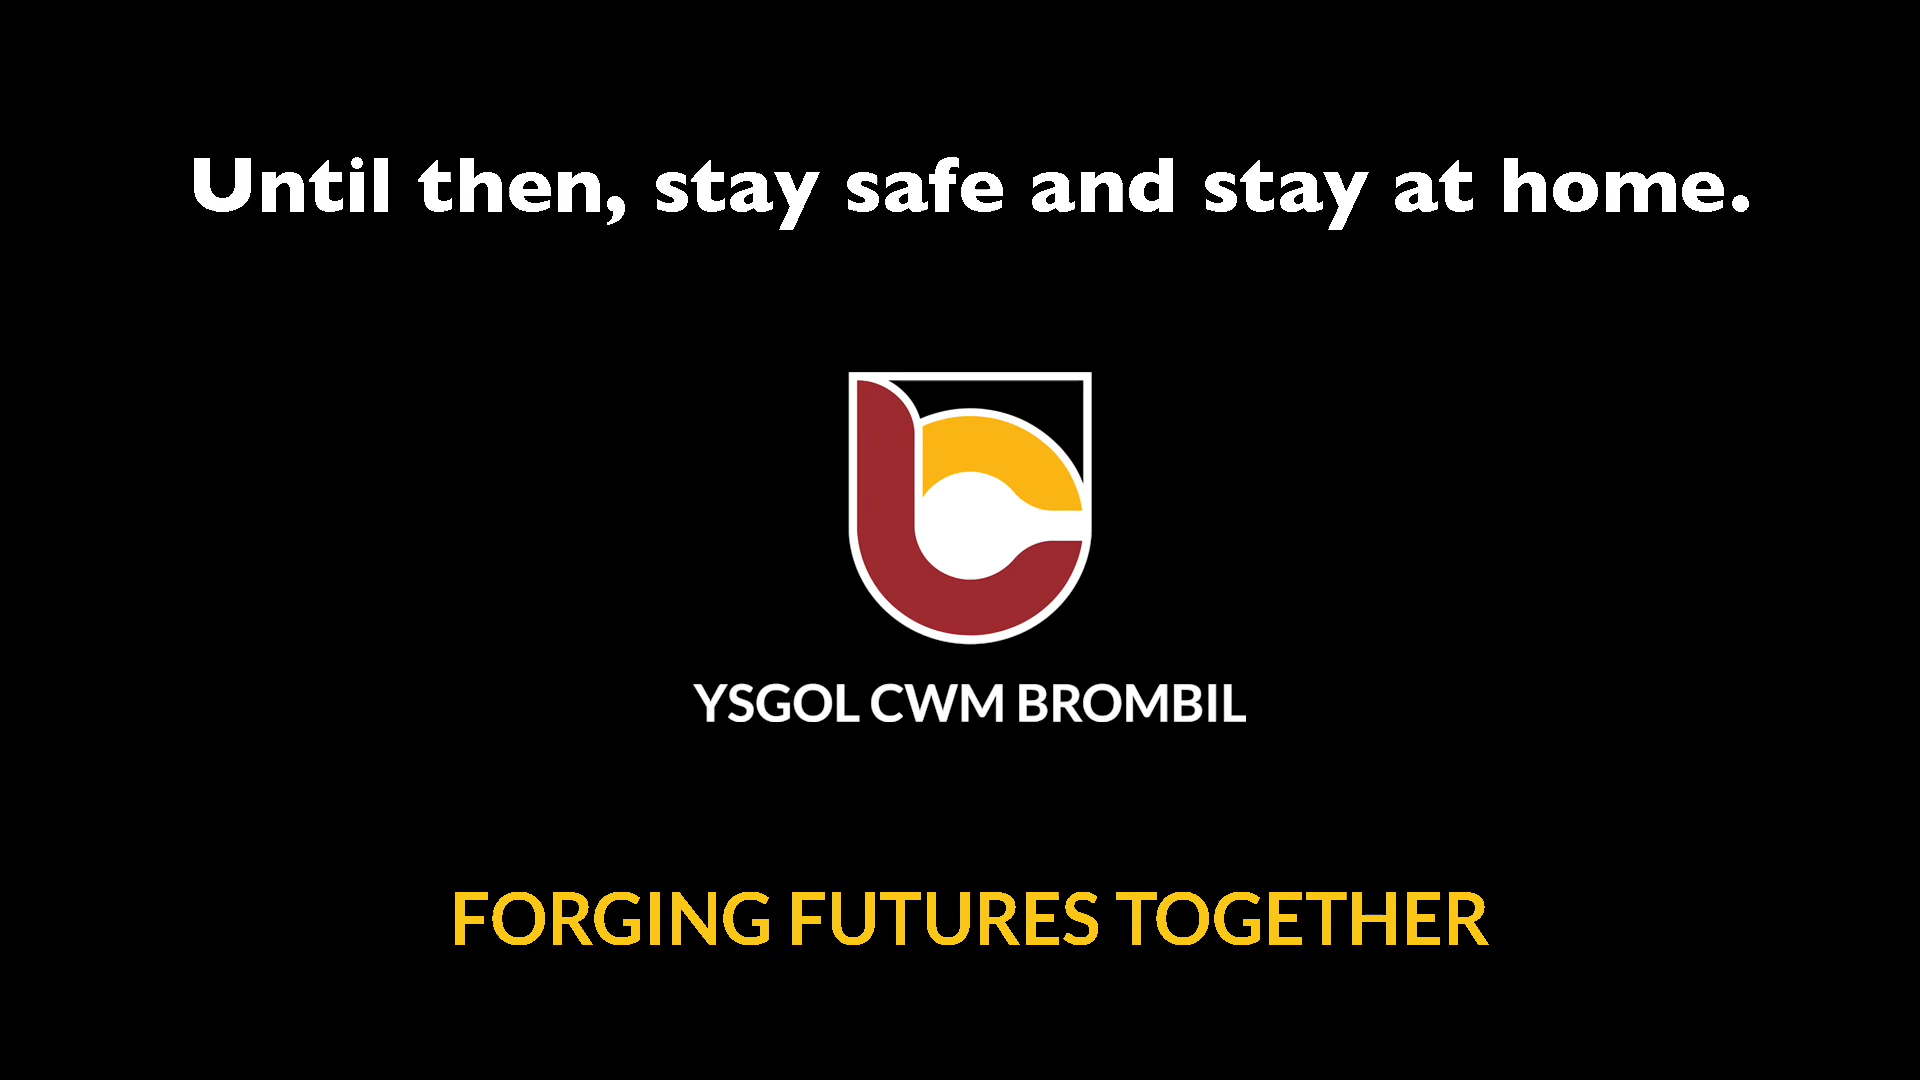 Until then, stay safe and stay at home.
YSGOL CWM BROMBIL
FORGING FUTURES TOGETHER